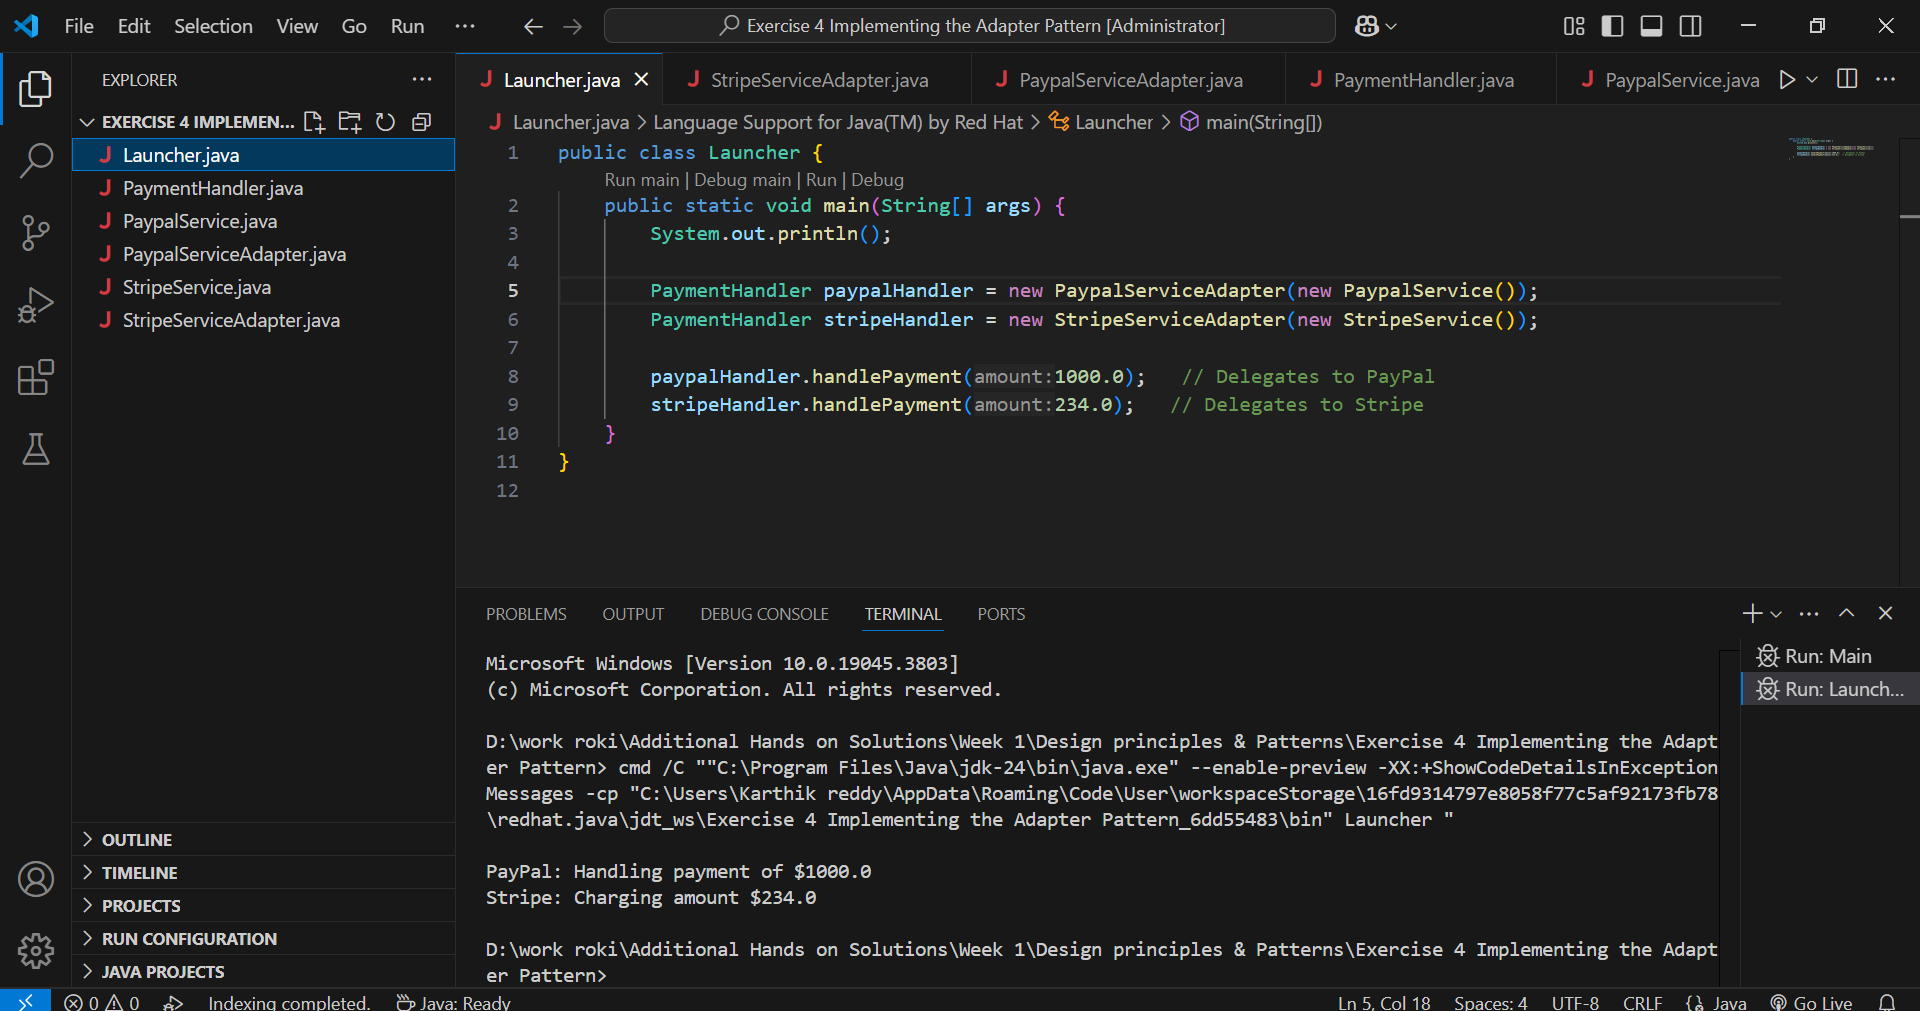 File Edit Selection View Go Run ··· Exercise 4 Implementing the Adapter Pattern [Administrator]
EXPLORER ···
EXERCISE 4 IMPLEMEN...
Launcher.java
PaymentHandler.java
PaypalService.java
PaypalServiceAdapter.java
StripeService.java
StripeServiceAdapter.java
OUTLINE
TIMELINE
PROJECTS
RUN CONFIGURATION
JAVA PROJECTS
J Launcher.java J StripeServiceAdapter.java J PaypalServiceAdapter.java J PaymentHandler.java J PaypalService.java ···
J Launcher.java > Language Support for Java(TM) by Red Hat > Launcher > main(String[])
1 public class Launcher {
Run main | Debug main | Run | Debug
2 public static void main(String[] args) {
3 System.out.println();
4
5 PaymentHandler paypalHandler = new PaypalServiceAdapter(new PaypalService());
6 PaymentHandler stripeHandler = new StripeServiceAdapter(new StripeService());
7
8 paypalHandler.handlePayment(amount:1000.0); // Delegates to PayPal
9 stripeHandler.handlePayment(amount:234.0); // Delegates to Stripe
10 }
11 }
12
PROBLEMS OUTPUT DEBUG CONSOLE TERMINAL PORTS
Microsoft Windows [Version 10.0.19045.3803]
(c) Microsoft Corporation. All rights reserved.
D:\work roki\Additional Hands on Solutions\Week 1\Design principles & Patterns\Exercise 4 Implementing the Adapt
er Pattern> cmd /C ""C:\Program Files\Java\jdk-24\bin\java.exe" --enable-preview -XX:+ShowCodeDetailsInException
Messages -cp "C:\Users\Karthik reddy\AppData\Roaming\Code\User\workspaceStorage\16fd9314797e8058f77c5af92173fb78
\redhat.java\jdt_ws\Exercise 4 Implementing the Adapter Pattern_6dd55483\bin" Launcher "
PayPal: Handling payment of $1000.0
Stripe: Charging amount $234.0
D:\work roki\Additional Hands on Solutions\Week 1\Design principles & Patterns\Exercise 4 Implementing the Adapt
er Pattern>
Run: Main
Run: Launch...
0 0 Indexing completed. Java: Ready Ln 5, Col 18 Spaces: 4 UTF-8 CRLF {} Java Go Live